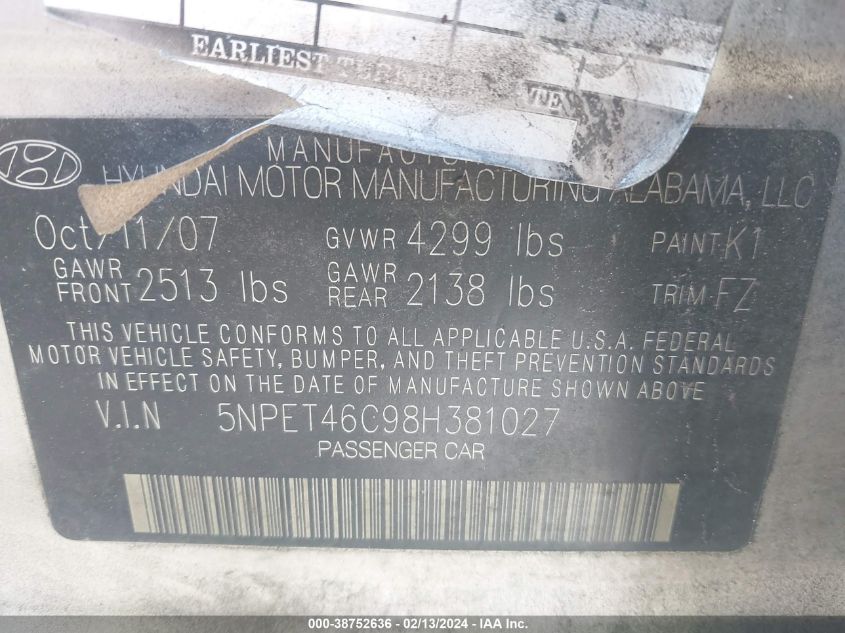 EARLIEST
MANUFACTUR
HYUNDAI MOTOR MANUFACTURING ALABAMA, LLC
Oct/11/07 GVWR 4299 lbs PAINT:K1
GAWR FRONT 2513 lbs GAWR REAR 2138 lbs TRIM:FZ
THIS VEHICLE CONFORMS TO ALL APPLICABLE U.S.A. FEDERAL
MOTOR VEHICLE SAFETY, BUMPER, AND THEFT PREVENTION STANDARDS
IN EFFECT ON THE DATE OF MANUFACTURE SHOWN ABOVE
V.I.N 5NPET46C98H381027
PASSENGER CAR
000-38752636 - 02/13/2024 - IAA Inc.